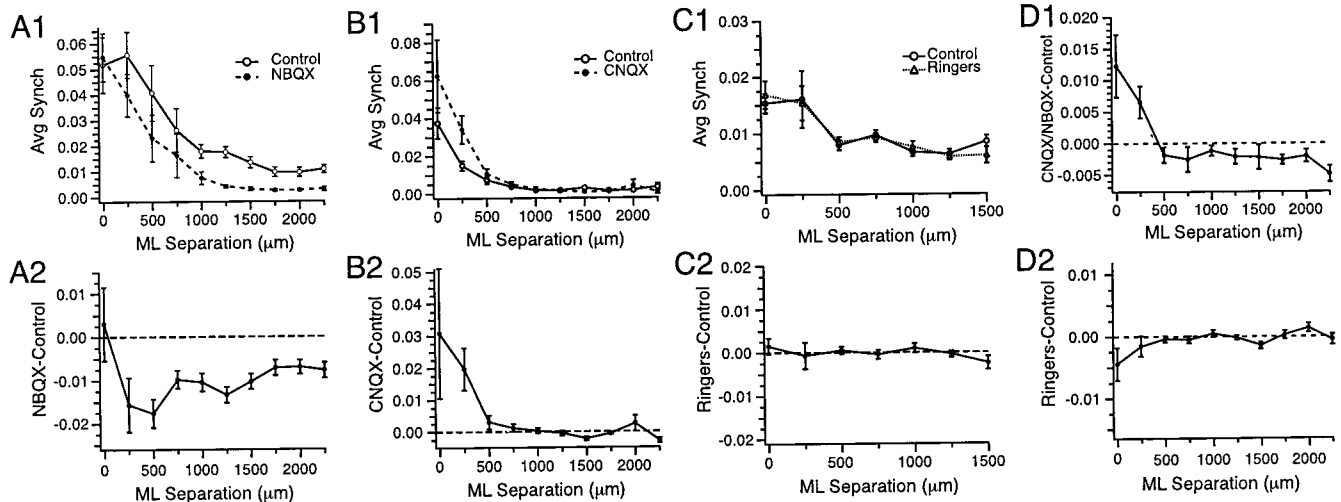 A1
Avg Synch
0.06
0.05
0.04
0.03
0.02
0.01
0.00
Control
NBQX
0 500 1000 1500 2000
ML Separation (μm)
B1
Avg Synch
0.08
0.06
0.04
0.02
0.00
Control
CNQX
0 500 1000 1500 2000
ML Separation (μm)
C1
Avg Synch
0.03
0.02
0.01
0.00
Control
Ringers
0 500 1000 1500
ML Separation (μm)
D1
CNQX/NBQX-Control
0.020
0.015
0.010
0.005
0.000
-0.005
0 500 1000 1500 2000
ML Separation (μm)
A2
NBQX-Control
0.01
0.00
-0.01
-0.02
0 500 1000 1500 2000
ML Separation (μm)
B2
CNQX-Control
0.05
0.04
0.03
0.02
0.01
0.00
0 500 1000 1500 2000
ML Separation (μm)
C2
Ringers-Control
0.02
0.01
0.00
-0.01
-0.02
0 500 1000 1500
ML Separation (μm)
D2
Ringers-Control
0.01
0.00
-0.01
0 500 1000 1500 2000
ML Separation (μm)